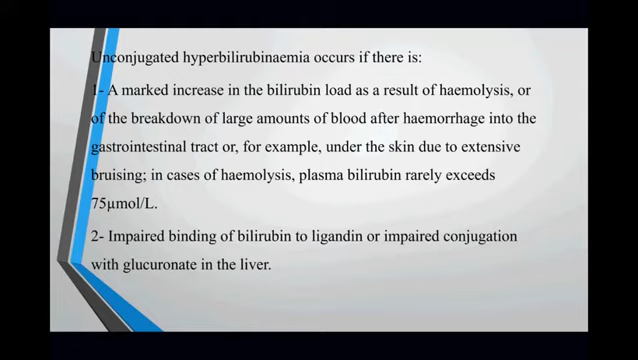 Unconjugated hyperbilirubinaemia occurs if there is:
1- A marked increase in the bilirubin load as a result of haemolysis, or
of the breakdown of large amounts of blood after haemorrhage into the
gastrointestinal tract or, for example, under the skin due to extensive
bruising; in cases of haemolysis, plasma bilirubin rarely exceeds
75µmol/L.
2- Impaired binding of bilirubin to ligandin or impaired conjugation
with glucuronate in the liver.